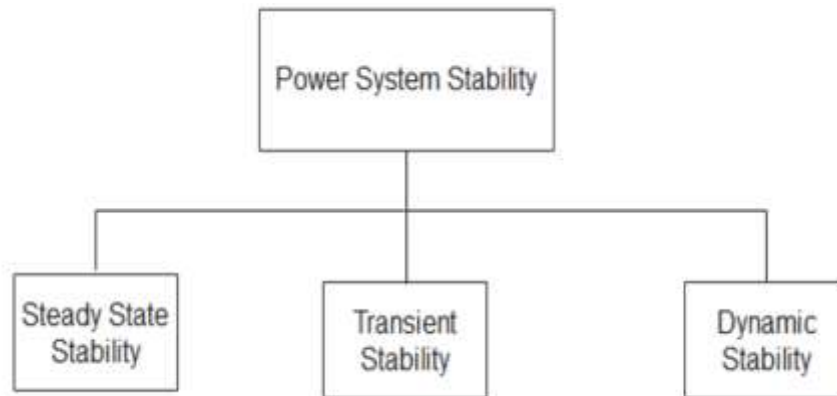 Power System Stability
Steady State
Stability
Transient
Stability
Dynamic
Stability